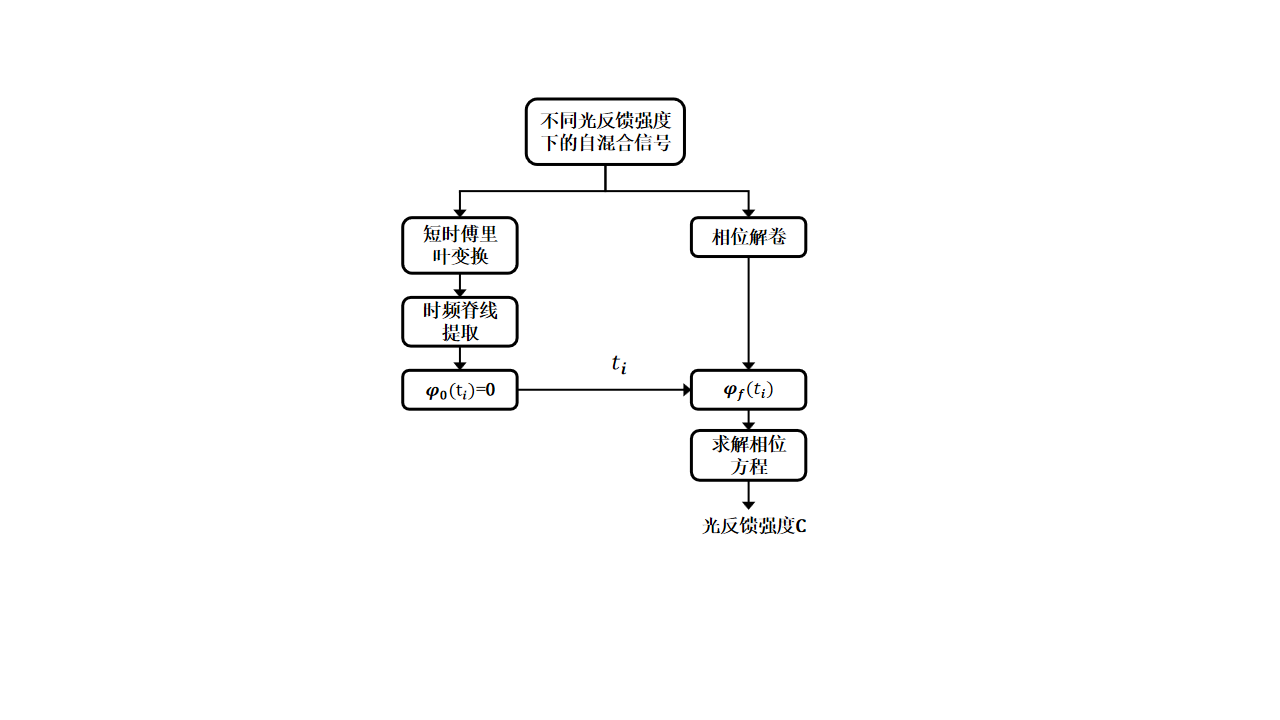 不同光反馈强度
下的自混合信号
短时傅里
叶变换
相位解卷
时频脊线
提取
t_i
φ_0(t_i)=0
φ_f(t_i)
求解相位
方程
光反馈强度C